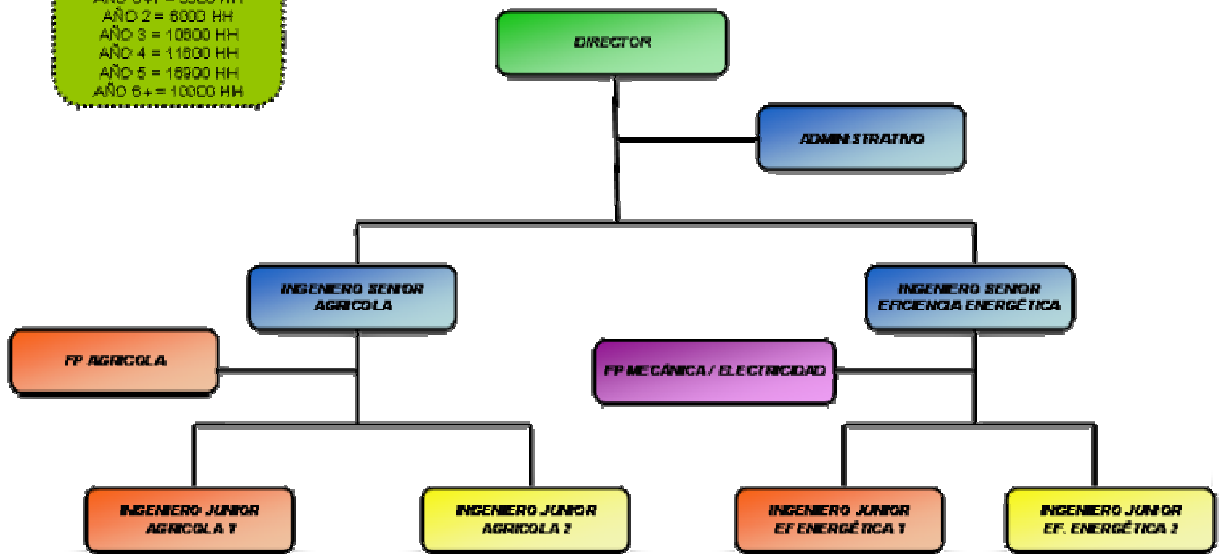 AÑO 2 = 6000 HH
AÑO 3 = 10800 HH
AÑO 4 = 11600 HH
AÑO 5 = 16900 HH
AÑO 6+ = 10000 HH
DIRECTOR
ADMINISTRATIVO
INGENIERO SENIOR
AGRICOLA
INGENIERO SENIOR
EFICIENCIA ENERGÉTICA
FP AGRICOLA
FP MECÁNICA / ELECTRICIDAD
INGENIERO JUNIOR
AGRICOLA 1
INGENIERO JUNIOR
AGRICOLA 2
INGENIERO JUNIOR
EF ENERGÉTICA 1
INGENIERO JUNIOR
EF. ENERGÉTICA 2